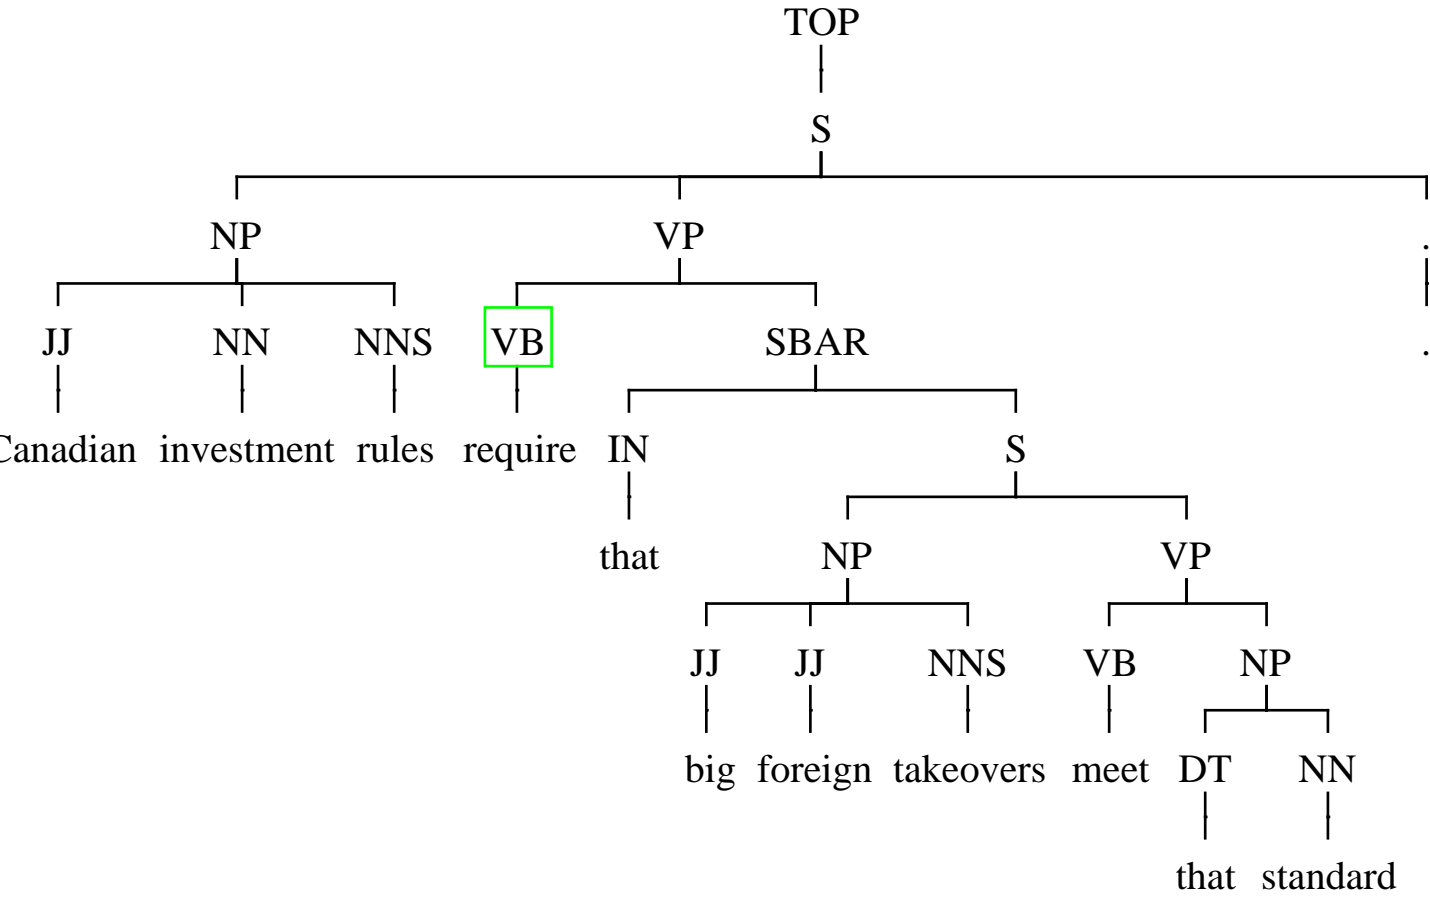 TOP
S
NP VP .
JJ NN NNS VB SBAR .
Canadian investment rules require IN S
that NP VP
JJ JJ NNS VB NP
big foreign takeovers meet DT NN
that standard